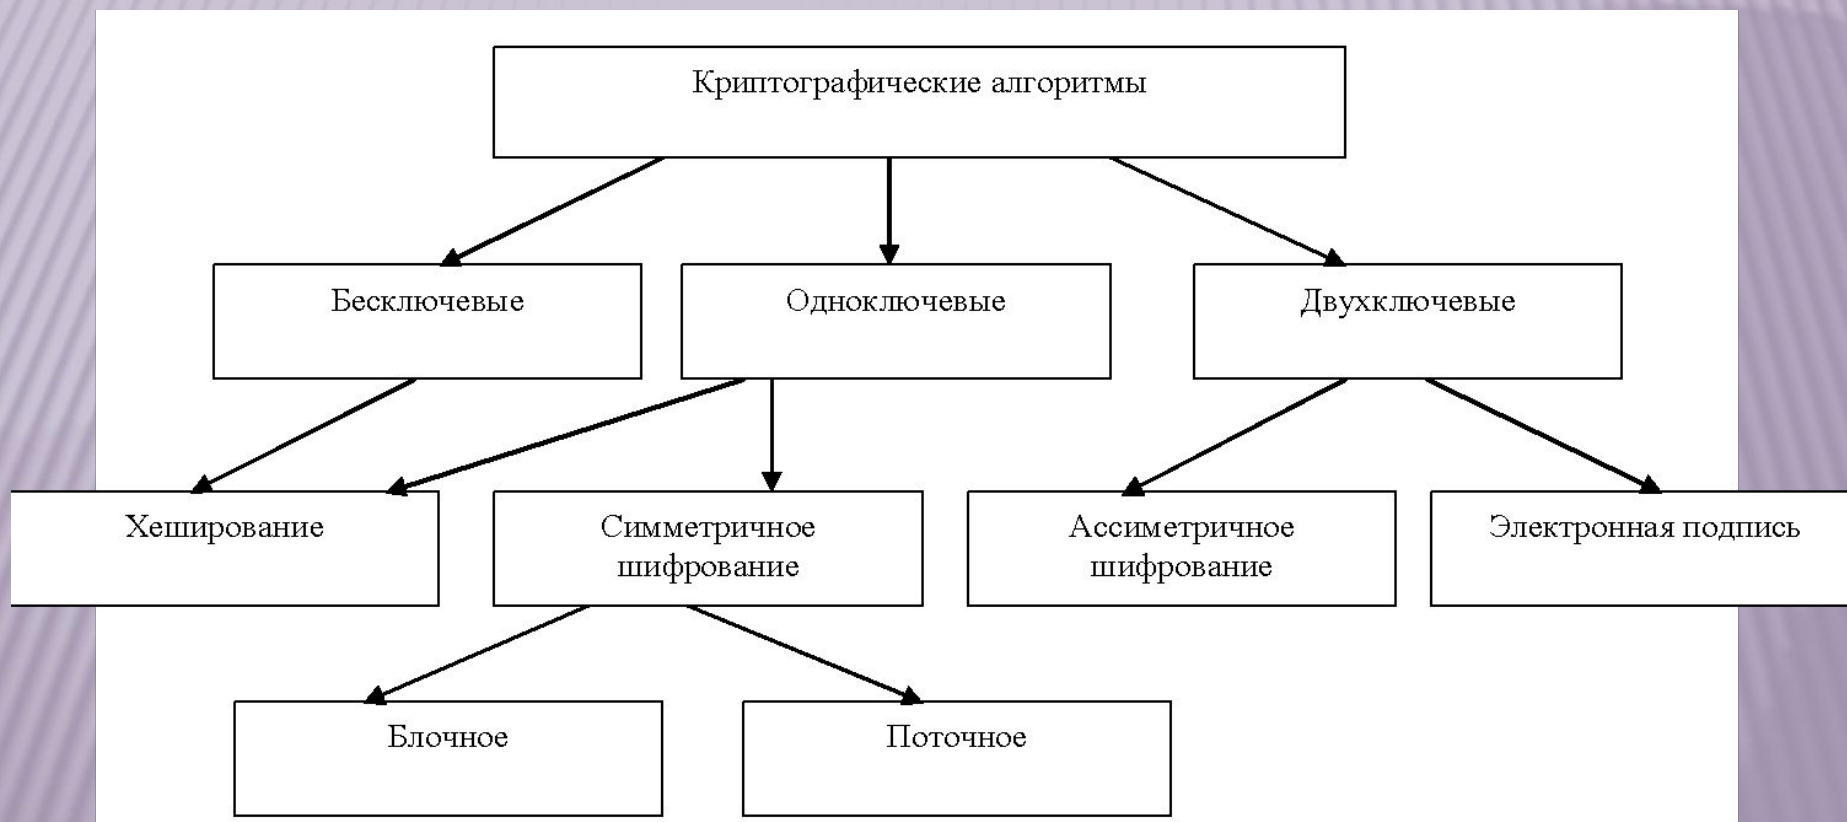 Криптографические алгоритмы
Бесключевые
Одноключевые
Двухключевые
Хеширование
Симметричное
шифрование
Ассиметричное
шифрование
Электронная подпись
Блочное
Поточное